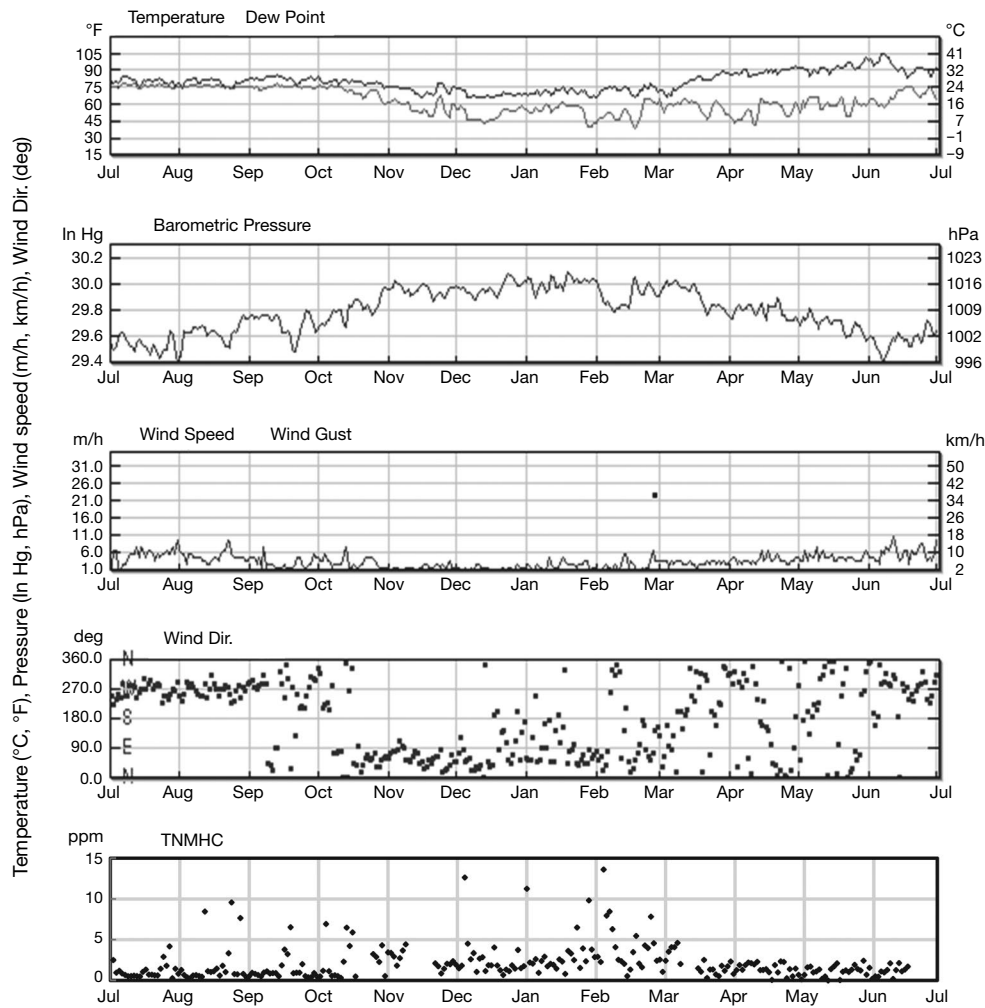 Temperature (°C, °F), Pressure (In Hg, hPa), Wind speed (m/h, km/h), Wind Dir. (deg)
°F Temperature Dew Point °C
105 41
90 32
75 24
60 16
45 7
30 −1
15 −9
Jul Aug Sep Oct Nov Dec Jan Feb Mar Apr May Jun Jul
In Hg Barometric Pressure hPa
30.2 1023
30.0 1016
29.8 1009
29.6 1002
29.4 996
Jul Aug Sep Oct Nov Dec Jan Feb Mar Apr May Jun Jul
m/h Wind Speed Wind Gust km/h
31.0 50
26.0 42
21.0 34
16.0 26
11.0 18
6.0 10
1.0 2
Jul Aug Sep Oct Nov Dec Jan Feb Mar Apr May Jun Jul
deg Wind Dir.
360.0 N
270.0 W
180.0 S
90.0 E
0.0 N
Jul Aug Sep Oct Nov Dec Jan Feb Mar Apr May Jun Jul
ppm TNMHC
15
10
5
0
Jul Aug Sep Oct Nov Dec Jan Feb Mar Apr May Jun Jul